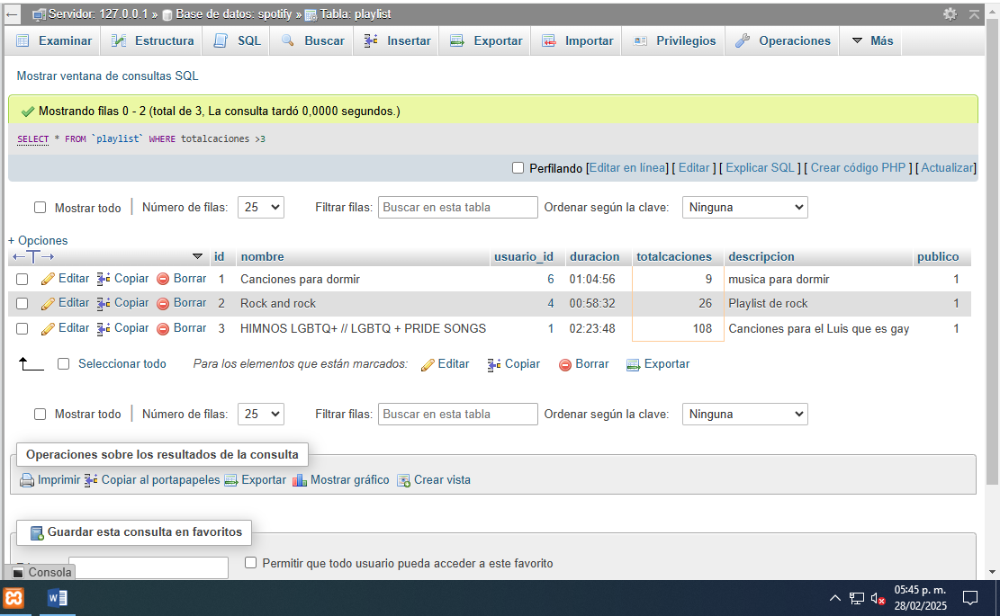 Servidor: 127.0.0.1 » Base de datos: spotify » Tabla: playlist
Examinar Estructura SQL Buscar Insertar Exportar Importar Privilegios Operaciones Más
Mostrar ventana de consultas SQL
Mostrando filas 0 - 2 (total de 3, La consulta tardó 0,0000 segundos.)
SELECT * FROM `playlist` WHERE totalcaciones >3
Perfilando [Editar en línea] [ Editar ] [ Explicar SQL ] [ Crear código PHP ] [ Actualizar]
Mostrar todo Número de filas: 25 Filtrar filas: Buscar en esta tabla Ordenar según la clave: Ninguna
+ Opciones
←T→ id nombre usuario_id duracion totalcaciones descripcion publico
Editar Copiar Borrar 1 Canciones para dormir 6 01:04:56 9 musica para dormir 1
Editar Copiar Borrar 2 Rock and rock 4 00:58:32 26 Playlist de rock 1
Editar Copiar Borrar 3 HIMNOS LGBTQ+ // LGBTQ + PRIDE SONGS 1 02:23:48 108 Canciones para el Luis que es gay 1
Seleccionar todo Para los elementos que están marcados: Editar Copiar Borrar Exportar
Mostrar todo Número de filas: 25 Filtrar filas: Buscar en esta tabla Ordenar según la clave: Ninguna
Operaciones sobre los resultados de la consulta
Imprimir Copiar al portapapeles Exportar Mostrar gráfico Crear vista
Guardar esta consulta en favoritos
Permitir que todo usuario pueda acceder a este favorito
Consola
05:45 p. m.
28/02/2025